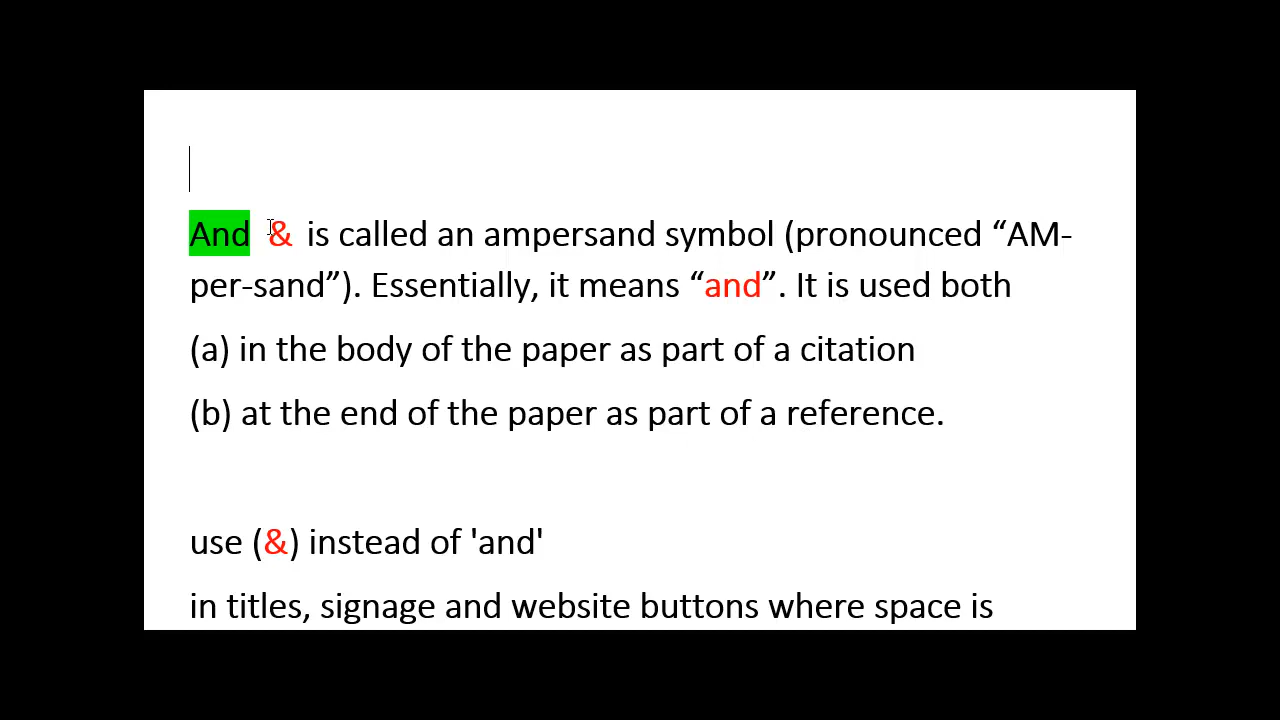 And & is called an ampersand symbol (pronounced “AM-
per-sand”). Essentially, it means “and”. It is used both
(a) in the body of the paper as part of a citation
(b) at the end of the paper as part of a reference.
use (&) instead of 'and'
in titles, signage and website buttons where space is